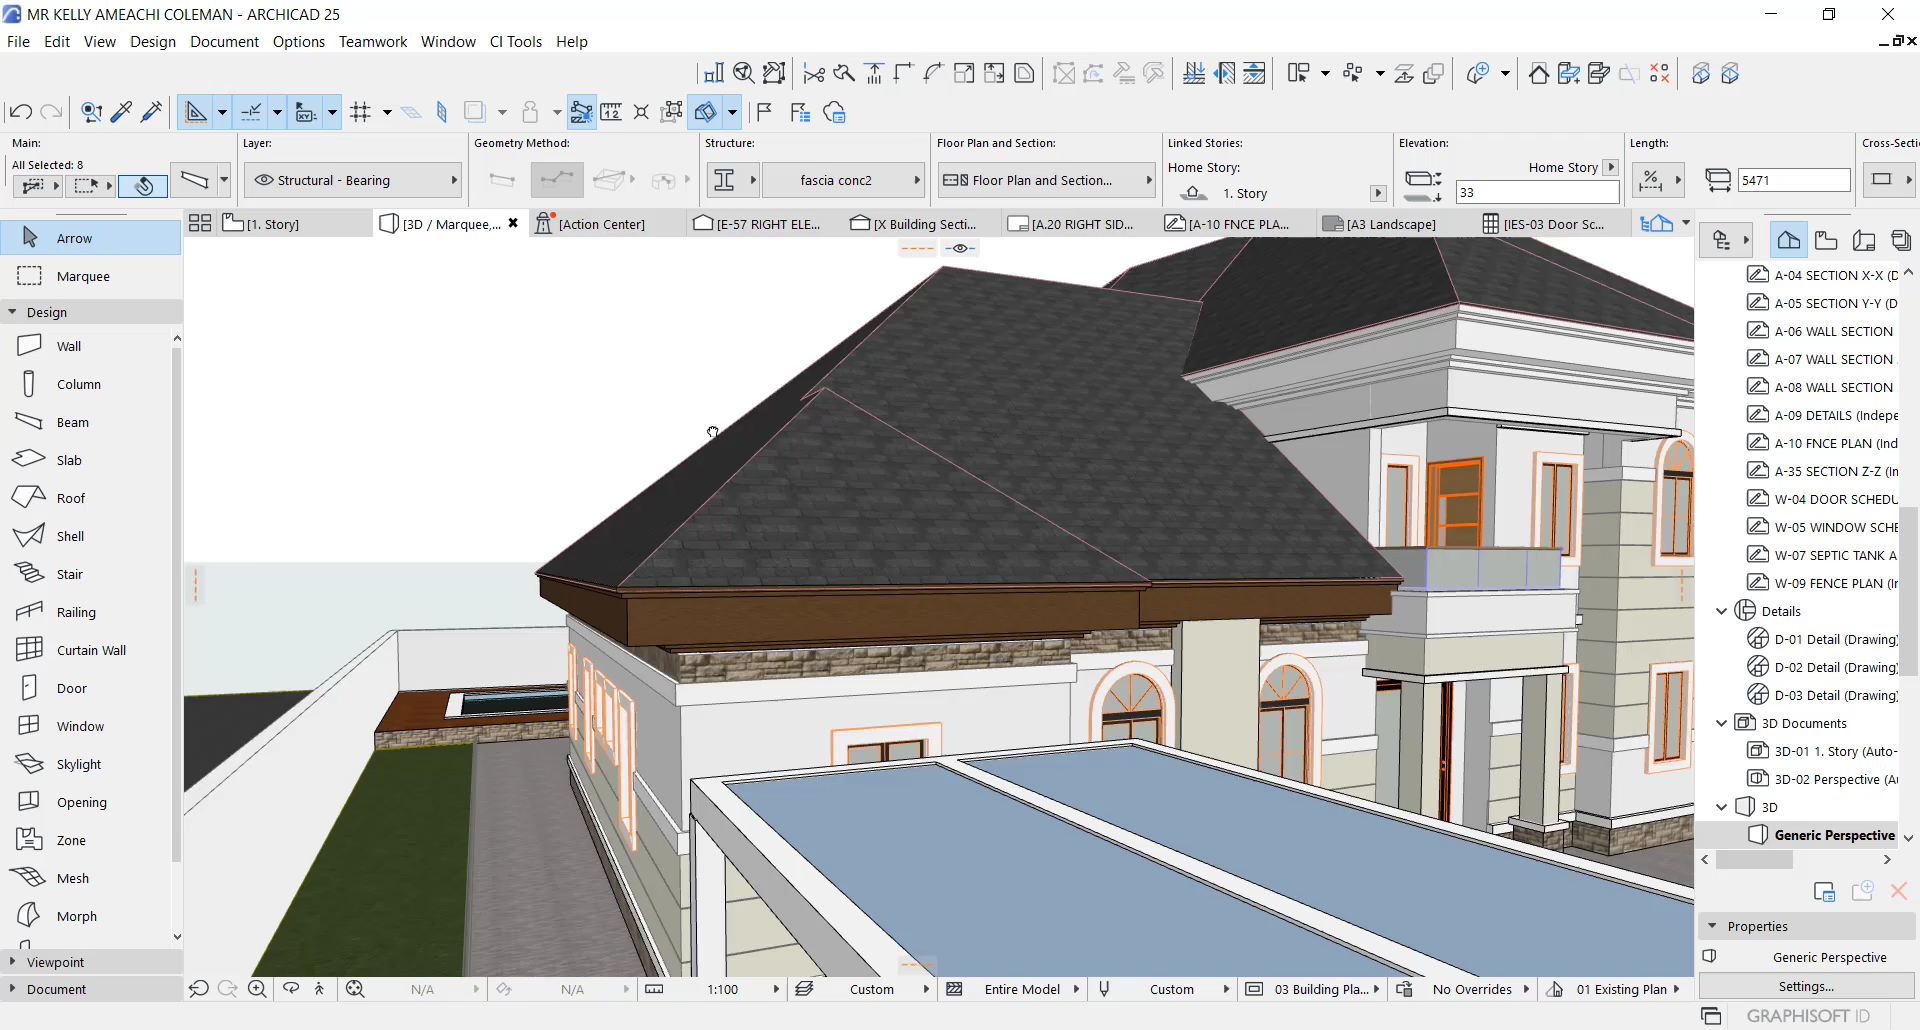 MR KELLY AMEACHI COLEMAN - ARCHICAD 25
File Edit View Design Document Options Teamwork Window CI Tools Help
Main: Layer: Geometry Method: Structure: Floor Plan and Section: Linked Stories: Elevation: Length: Cross-Secti
All Selected: 8
Home Story:
Home Story
Structural - Bearing
fascia conc2
Floor Plan and Section...
1. Story
33
5471
[1. Story]
[3D / Marquee,...
[Action Center]
[E-57 RIGHT ELE...
[X Building Secti...
[A.20 RIGHT SID...
[A-10 FNCE PLA...
[A3 Landscape]
[IES-03 Door Sc...
Arrow
Marquee
Design
Wall
Column
Beam
Slab
Roof
Shell
Stair
Railing
Curtain Wall
Door
Window
Skylight
Opening
Zone
Mesh
Morph
Viewpoint
Document
A-04 SECTION X-X (D
A-05 SECTION Y-Y (D
A-06 WALL SECTION
A-07 WALL SECTION
A-08 WALL SECTION
A-09 DETAILS (Indepe
A-10 FNCE PLAN (Ind
A-35 SECTION Z-Z (In
W-04 DOOR SCHEDU
W-05 WINDOW SCHE
W-07 SEPTIC TANK A
W-09 FENCE PLAN (In
Details
D-01 Detail (Drawing)
D-02 Detail (Drawing)
D-03 Detail (Drawing)
3D Documents
3D-01 1. Story (Auto-
3D-02 Perspective (Au
3D
Generic Perspective
Properties
Generic Perspective
Settings...
N/A N/A 1:100 Custom Entire Model Custom 03 Building Pla... No Overrides 01 Existing Plan
GRAPHISOFT ID